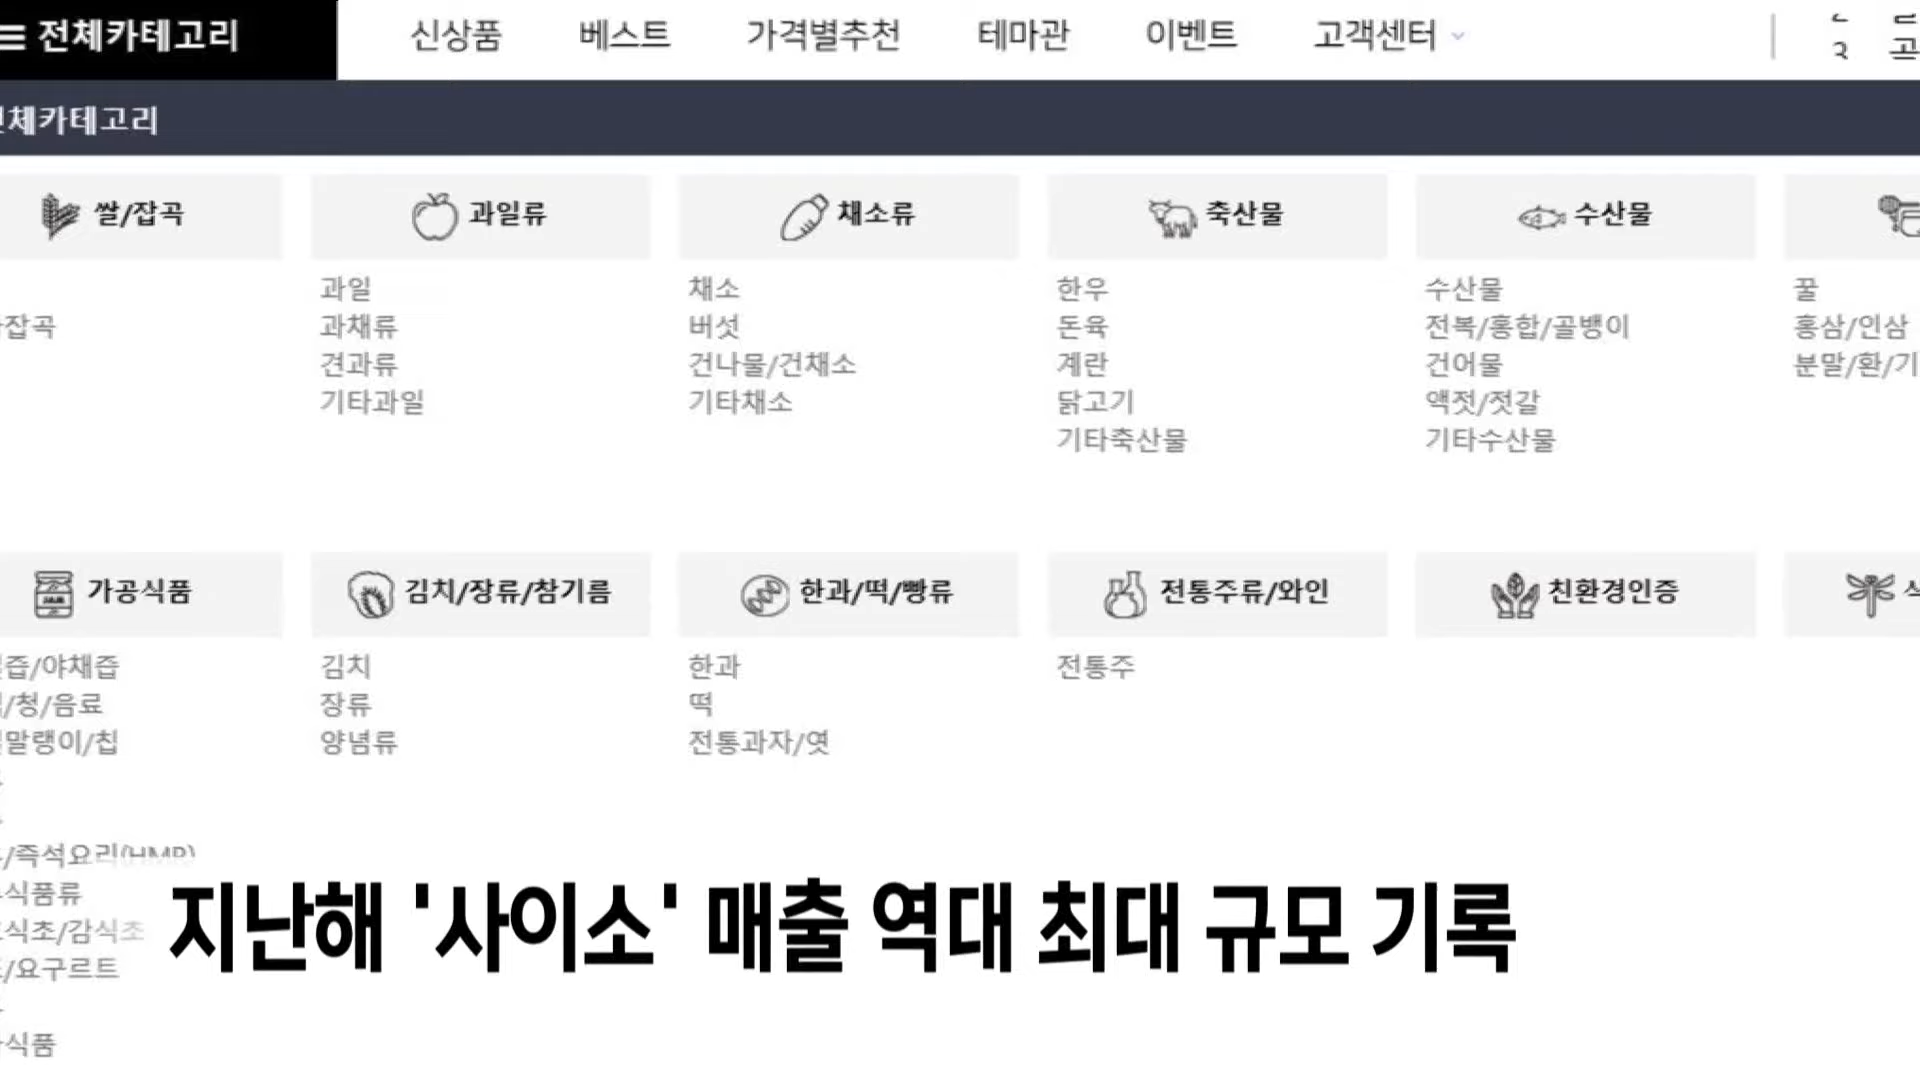 전체카테고리 신상품 베스트 가격별추천 테마관 이벤트 고객센터
3
체카테고리
쌀/잡곡 과일류 채소류 축산물 수산물
과일 채소 한우 수산물 꿀
잡곡 과채류 버섯 돈육 전복/홍합/골뱅이 홍삼/인삼
견과류 건나물/건채소 계란 건어물 분말/환/기
기타과일 기타채소 닭고기 액젓/젓갈
기타축산물 기타수산물
가공식품 김치/장류/참기름 한과/떡/빵류 전통주류/와인 친환경인증
즙/야채즙 김치 한과 전통주
/청/음료 장류 떡
말랭이/칩 양념류 전통과자/엿
/즉석요리(HMR)
식품류
식초/감식초
/요구르트
식품
지난해 '사이소' 매출 역대 최대 규모 기록